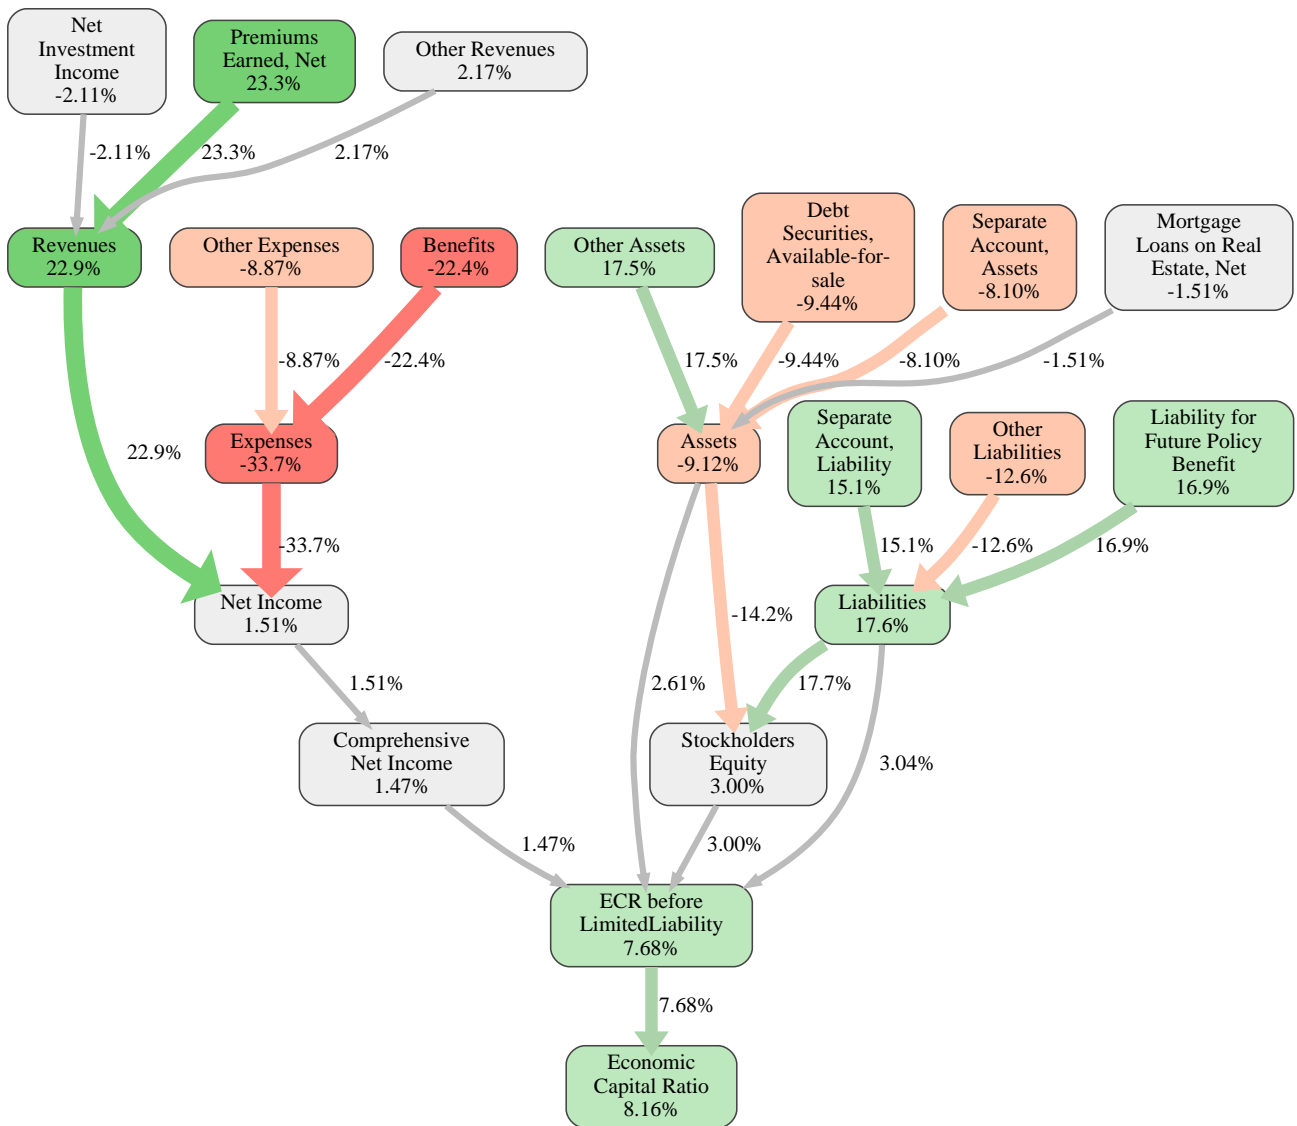 Net
Investment
Income
-2.11%
Premiums
Earned, Net
23.3%
Other Revenues
2.17%
-2.11%
23.3%
2.17%
Revenues
22.9%
Other Expenses
-8.87%
Benefits
-22.4%
Other Assets
17.5%
Debt
Securities,
Available-for-
sale
-9.44%
Separate
Account,
Assets
-8.10%
Mortgage
Loans on Real
Estate, Net
-1.51%
-8.87%
-22.4%
17.5%
-9.44%
-8.10%
-1.51%
22.9%
Expenses
-33.7%
Assets
-9.12%
Separate
Account,
Liability
15.1%
Other
Liabilities
-12.6%
Liability for
Future Policy
Benefit
16.9%
-33.7%
15.1%
-12.6%
16.9%
Net Income
1.51%
-14.2%
Liabilities
17.6%
1.51%
2.61%
17.7%
3.04%
Comprehensive
Net Income
1.47%
Stockholders
Equity
3.00%
1.47%
3.00%
ECR before
LimitedLiability
7.68%
7.68%
Economic
Capital Ratio
8.16%